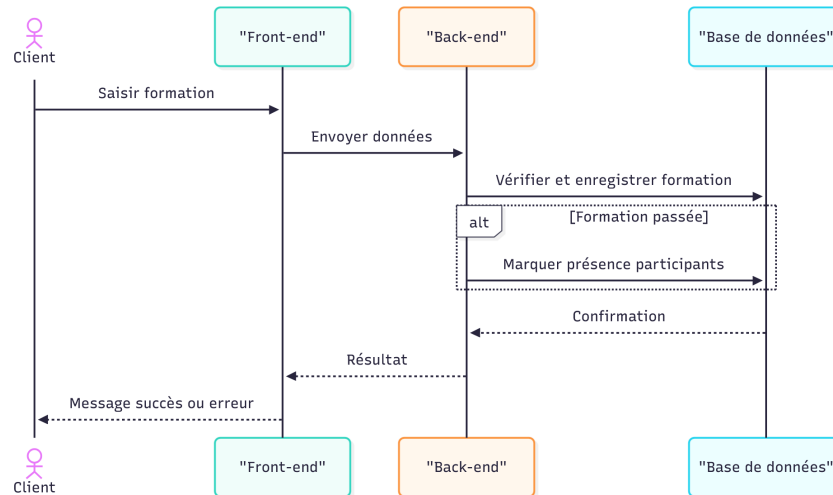 Client
"Front-end"
"Back-end"
"Base de données"
Saisir formation
Envoyer données
Vérifier et enregistrer formation
alt
[Formation passée]
Marquer présence participants
Confirmation
Résultat
Message succès ou erreur
Client
"Front-end"
"Back-end"
"Base de données"